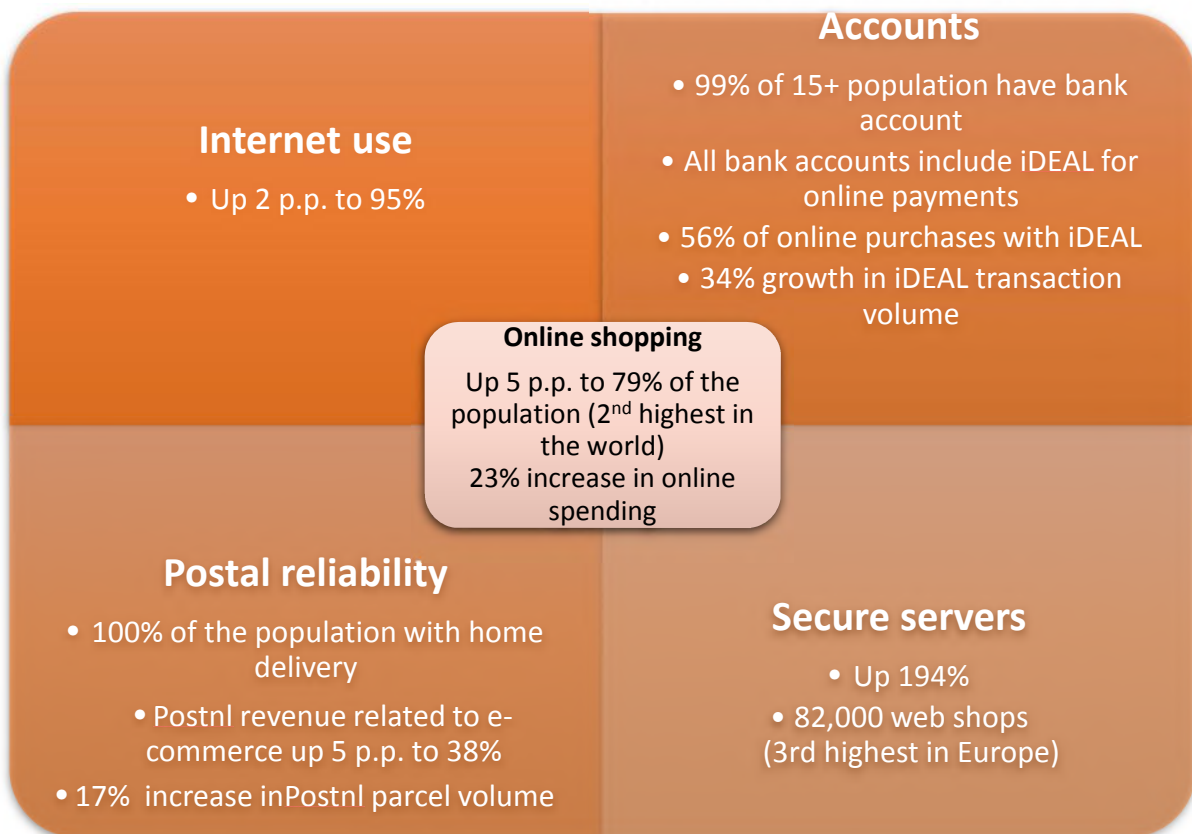 Internet use
• Up 2 p.p. to 95%
Accounts
• 99% of 15+ population have bank
account
• All bank accounts include iDEAL for
online payments
• 56% of online purchases with iDEAL
• 34% growth in iDEAL transaction
volume
Online shopping
Up 5 p.p. to 79% of the
population (2nd highest in
the world)
23% increase in online
spending
Postal reliability
• 100% of the population with home
delivery
• Postnl revenue related to e-
commerce up 5 p.p. to 38%
• 17% increase inPostnl parcel volume
Secure servers
• Up 194%
• 82,000 web shops
(3rd highest in Europe)